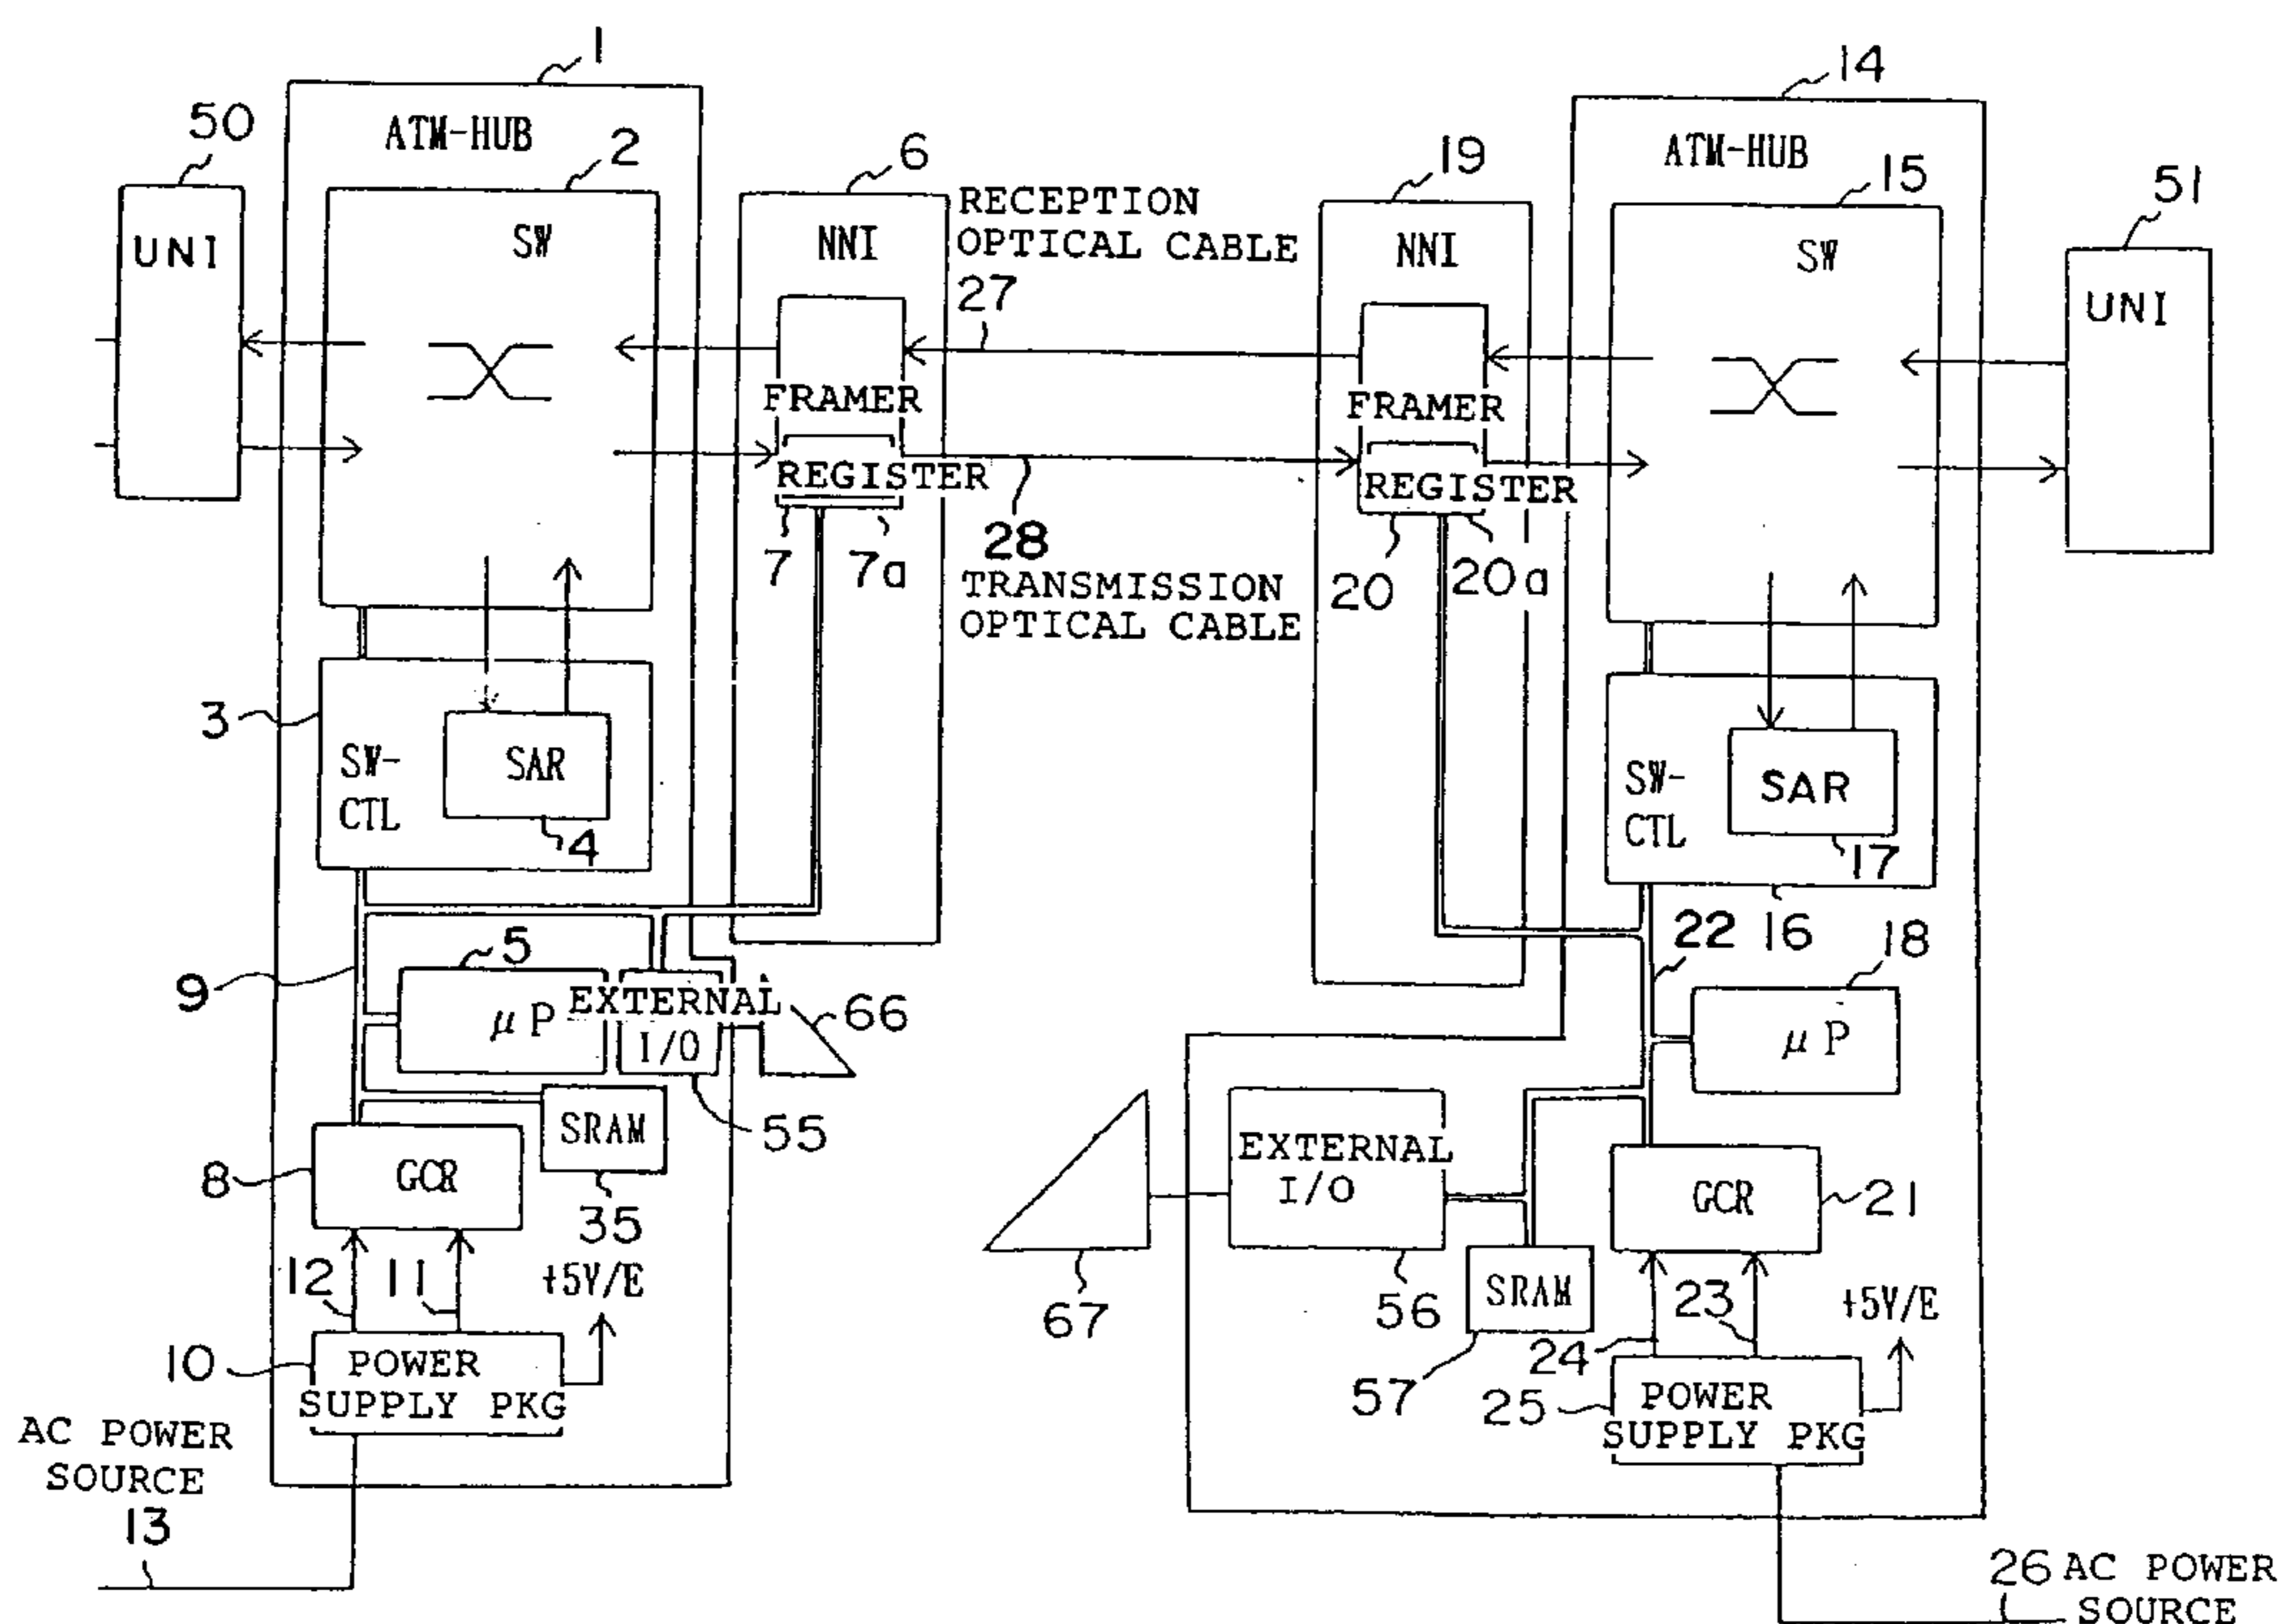 1
14
50
ATM-HUB
2
6
19
ATM-HUB
15
51
UNI
SW
NNI
RECEPTION
OPTICAL CABLE
27
NNI
SW
UNI
FRAMER
REGISTER
7
7a
28
TRANSMISSION
OPTICAL CABLE
FRAMER
REGISTER
20
20a
3
SW-
CTL
SAR
4
SW-
CTL
SAR
17
16
22
18
9
5
μP
EXTERNAL
I/O
66
55
μP
SRAM
35
8
GCR
12
11
+5V/E
10
POWER
SUPPLY PKG
AC POWER
SOURCE
13
EXTERNAL
I/O
67
56
SRAM
57
GCR
21
24
23
+5V/E
25
POWER
SUPPLY PKG
26 AC POWER
SOURCE